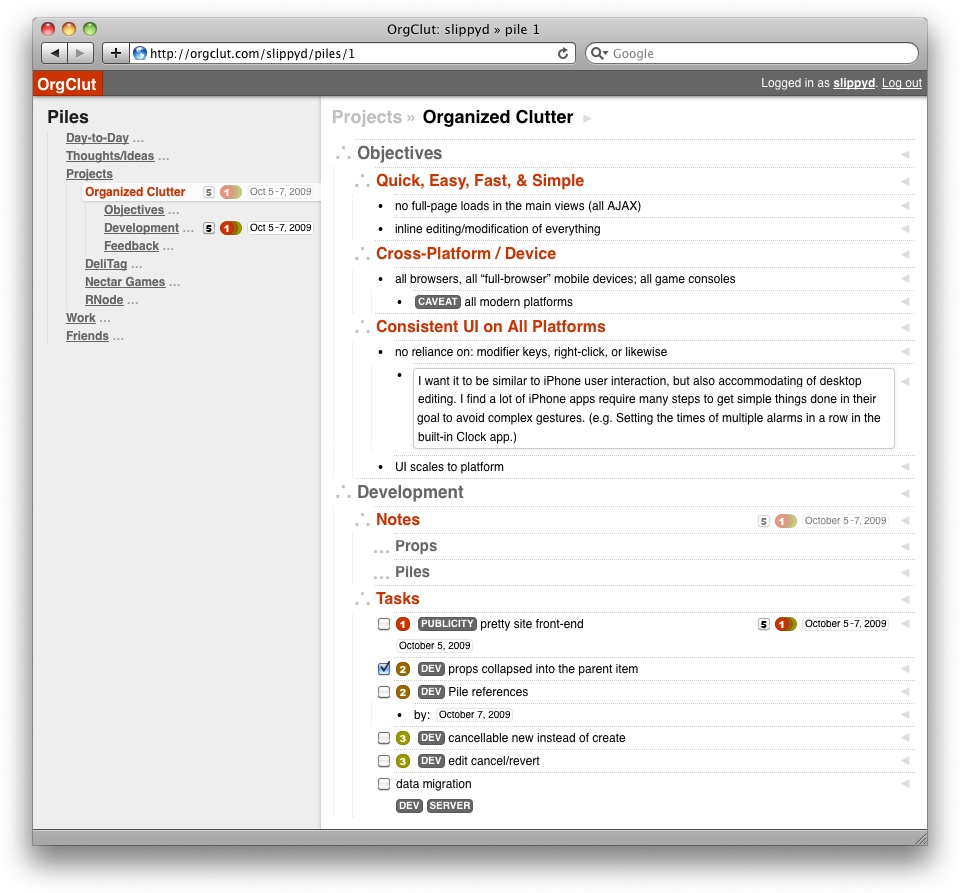 OrgClut: slippyd » pile 1
http://orgclut.com/slippyd/piles/1
Google
OrgClut
Logged in as slippyd. Log out
Piles
Day-to-Day ...
Thoughts/Ideas ...
Projects
Organized Clutter 5 1 Oct 5-7, 2009
Objectives ...
Development ... 5 1 Oct 5-7, 2009
Feedback ...
DeliTag ...
Nectar Games ...
RNode ...
Work ...
Friends ...
Projects » Organized Clutter
Objectives
Quick, Easy, Fast, & Simple
• no full-page loads in the main views (all AJAX)
• inline editing/modification of everything
Cross-Platform / Device
• all browsers, all “full-browser” mobile devices; all game consoles
• CAVEAT all modern platforms
Consistent UI on All Platforms
• no reliance on: modifier keys, right-click, or likewise
• I want it to be similar to iPhone user interaction, but also accommodating of desktop
editing. I find a lot of iPhone apps require many steps to get simple things done in their
goal to avoid complex gestures. (e.g. Setting the times of multiple alarms in a row in the
built-in Clock app.)
• UI scales to platform
Development
Notes 5 1 October 5-7, 2009
... Props
... Piles
Tasks
1 PUBLICITY pretty site front-end 5 1 October 5-7, 2009
October 5, 2009
2 DEV props collapsed into the parent item
2 DEV Pile references
• by: October 7, 2009
3 DEV cancellable new instead of create
3 DEV edit cancel/revert
data migration
DEV SERVER